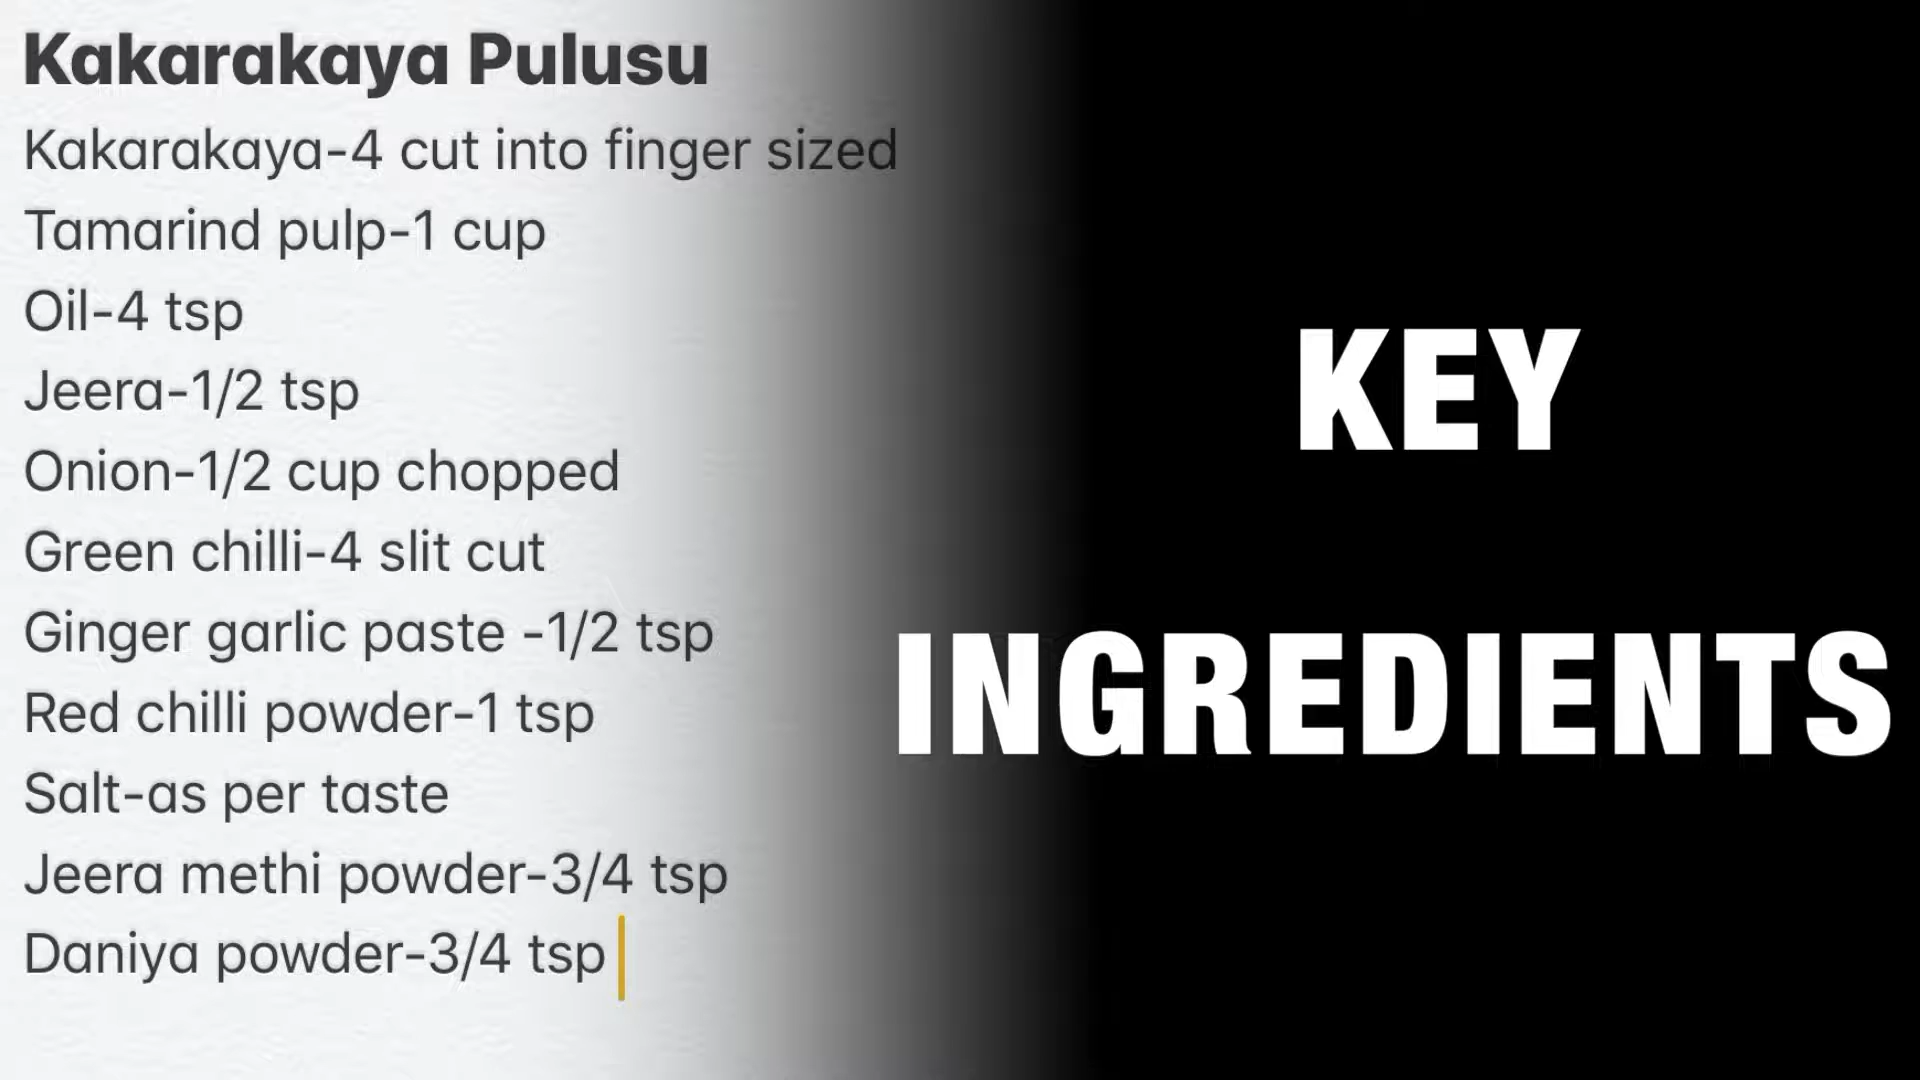 Kakarakaya Pulusu
Kakarakaya-4 cut into finger sized
Tamarind pulp-1 cup
Oil-4 tsp
Jeera-1/2 tsp
Onion-1/2 cup chopped
Green chilli-4 slit cut
Ginger garlic paste -1/2 tsp
Red chilli powder-1 tsp
Salt-as per taste
Jeera methi powder-3/4 tsp
Daniya powder-3/4 tsp
KEY
INGREDIENTS